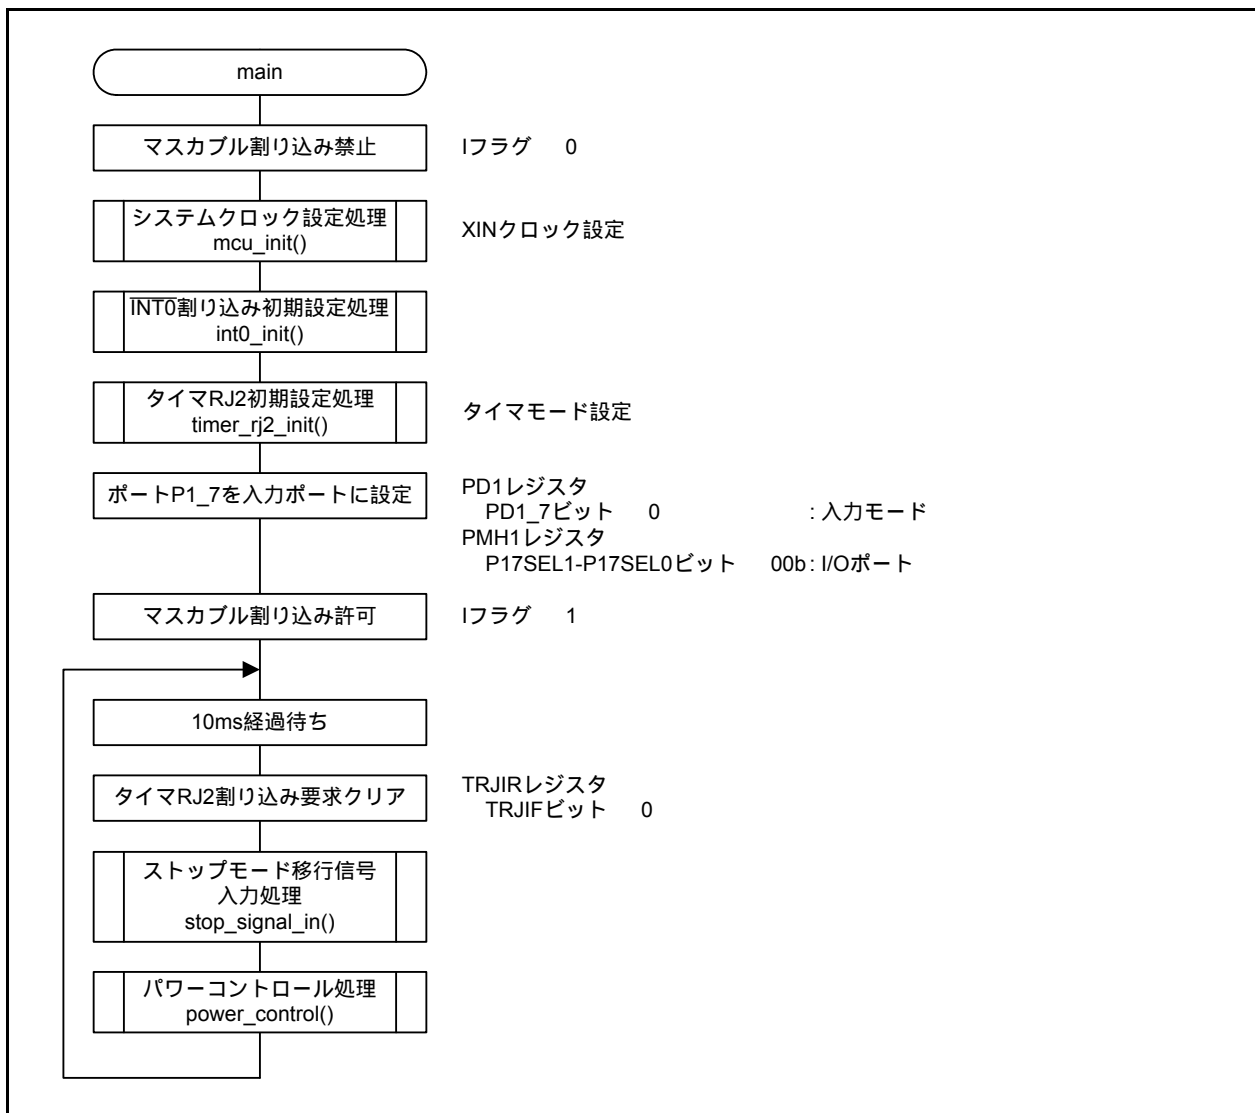 main
マスカブル割り込み禁止
Iフラグ 0
システムクロック設定処理
mcu_init()
XINクロック設定
INT0割り込み初期設定処理
int0_init()
タイマRJ2初期設定処理
timer_rj2_init()
タイマモード設定
ポートP1_7を入力ポートに設定
PD1レジスタ
PD1_7ビット 0 : 入力モード
PMH1レジスタ
P17SEL1-P17SEL0ビット 00b : I/Oポート
マスカブル割り込み許可
Iフラグ 1
10ms経過待ち
タイマRJ2割り込み要求クリア
TRJIRレジスタ
TRJIFビット 0
ストップモード移行信号
入力処理
stop_signal_in()
パワーコントロール処理
power_control()